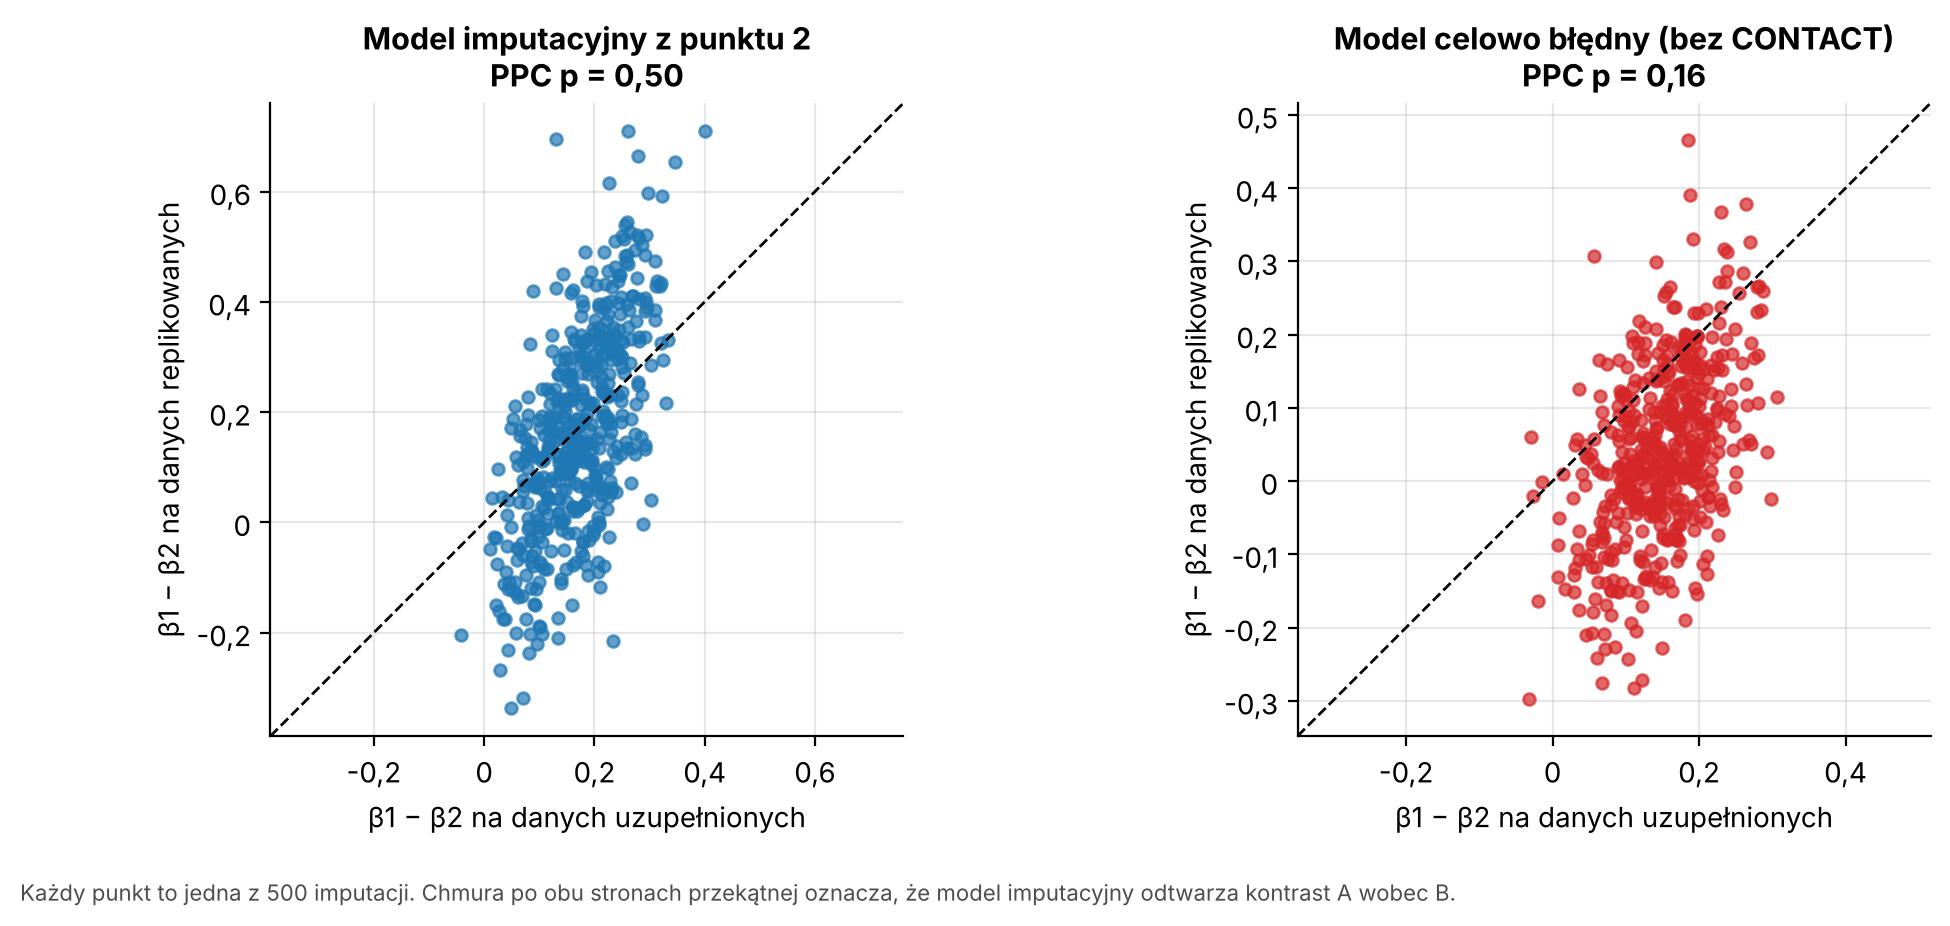 Model imputacyjny z punktu 2
PPC p = 0,50
β1 − β2 na danych replikowanych
0,6
0,4
0,2
0
-0,2
-0,2 0 0,2 0,4 0,6
β1 − β2 na danych uzupełnionych
Model celowo błędny (bez CONTACT)
PPC p = 0,16
β1 − β2 na danych replikowanych
0,5
0,4
0,3
0,2
0,1
0
-0,1
-0,2
-0,3
-0,2 0 0,2 0,4
β1 − β2 na danych uzupełnionych
Każdy punkt to jedna z 500 imputacji. Chmura po obu stronach przekątnej oznacza, że model imputacyjny odtwarza kontrast A wobec B.